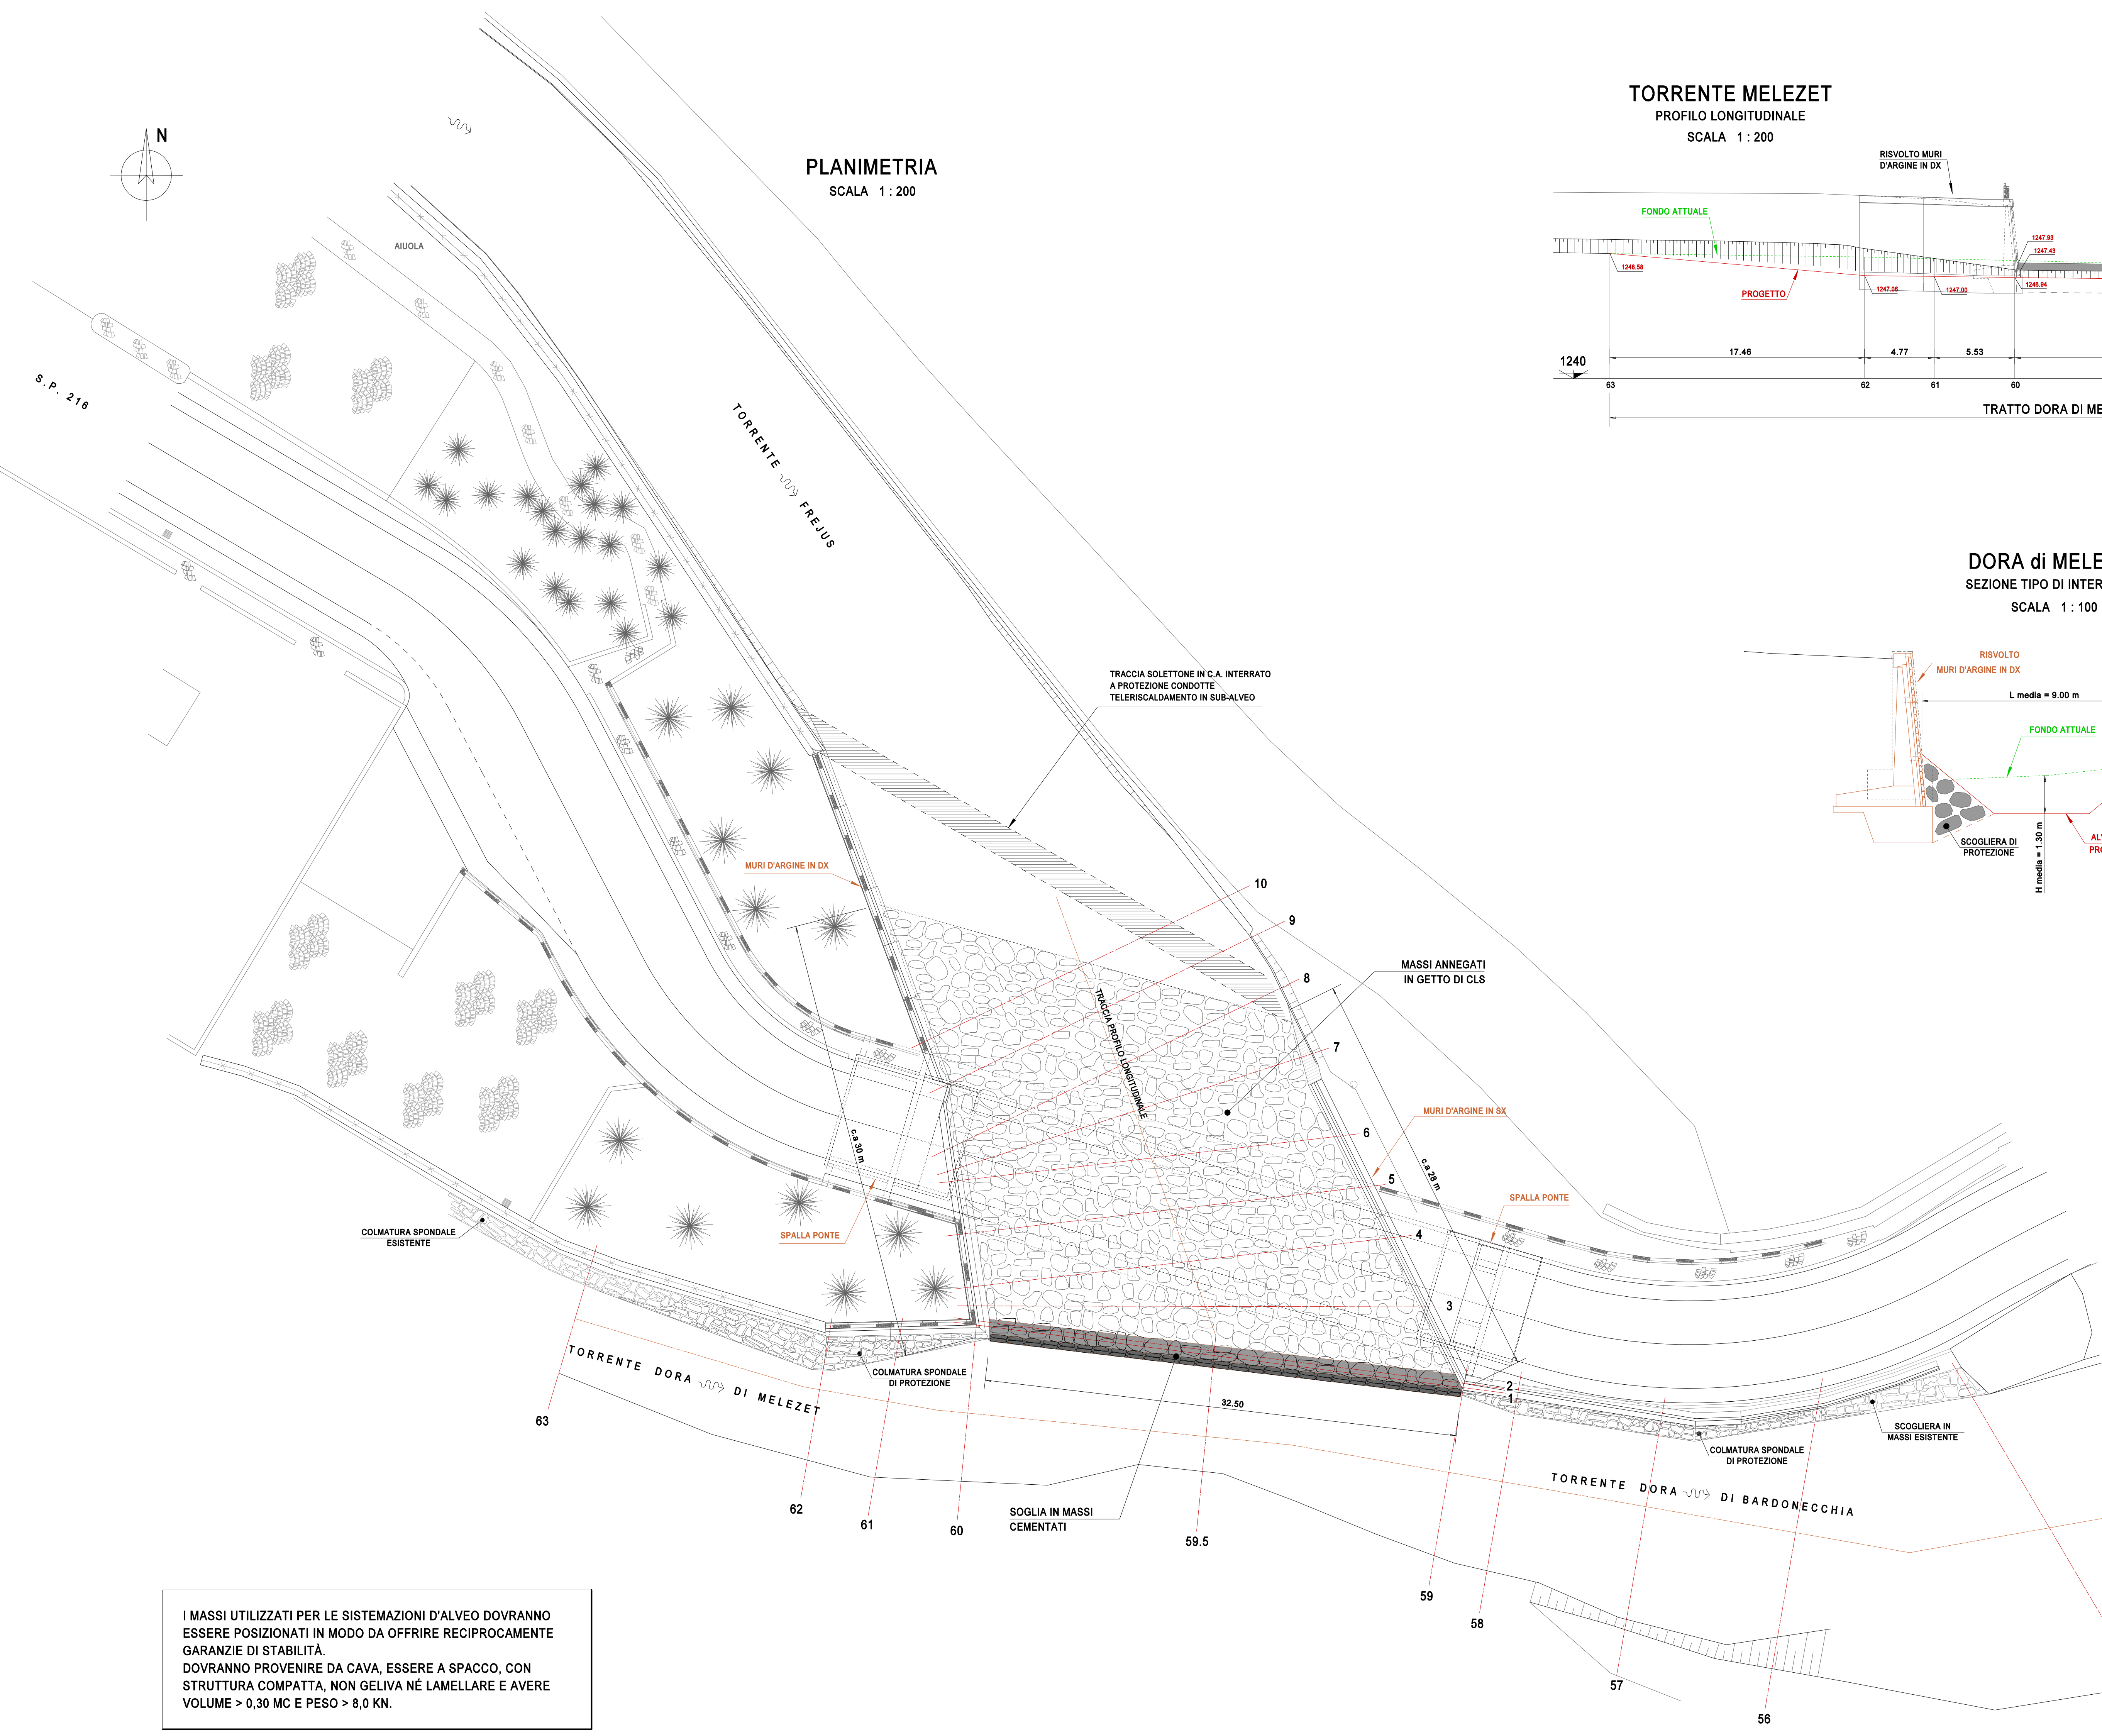 PLANIMETRIA
SCALA 1 : 200
N
AIUOLA
S.P. 216
TORRENTE FREJUS
TRACCIA SOLETTONE IN C.A. INTERRATO
A PROTEZIONE CONDOTTE
TELERISCALDAMENTO IN SUB-ALVEO
MURI D'ARGINE IN DX
10
9
8
7
6
5
4
3
2
1
MASSI ANNEGATI
IN GETTO DI CLS
TRACCIA PROFILO LONGITUDINALE
MURI D'ARGINE IN SX
c.a 30 m
c.a 28 m
SPALLA PONTE
SPALLA PONTE
COLMATURA SPONDALE
ESISTENTE
COLMATURA SPONDALE
DI PROTEZIONE
TORRENTE DORA DI MELEZET
32.50
SCOGLIERA IN
MASSI ESISTENTE
COLMATURA SPONDALE
DI PROTEZIONE
TORRENTE DORA DI BARDONECCHIA
SOGLIA IN MASSI
CEMENTATI
63
62
61
60
59.5
59
58
57
56
I MASSI UTILIZZATI PER LE SISTEMAZIONI D'ALVEO DOVRANNO
ESSERE POSIZIONATI IN MODO DA OFFRIRE RECIPROCAMENTE
GARANZIE DI STABILITÀ.
DOVRANNO PROVENIRE DA CAVA, ESSERE A SPACCO, CON
STRUTTURA COMPATTA, NON GELIVA NÉ LAMELLARE E AVERE
VOLUME > 0,30 MC E PESO > 8,0 KN.
TORRENTE MELEZET
PROFILO LONGITUDINALE
SCALA 1 : 200
RISVOLTO MURI
D'ARGINE IN DX
FONDO ATTUALE
1247.93
1247.43
1248.58
PROGETTO
1247.06
1247.00
1246.94
17.46
4.77
5.53
1240
63
62
61
60
TRATTO DORA DI ME
DORA di MELE
SEZIONE TIPO DI INTER
SCALA 1 : 100
RISVOLTO
MURI D'ARGINE IN DX
L media = 9.00 m
FONDO ATTUALE
SCOGLIERA DI
PROTEZIONE
H media = 1.30 m
AL'
PRO